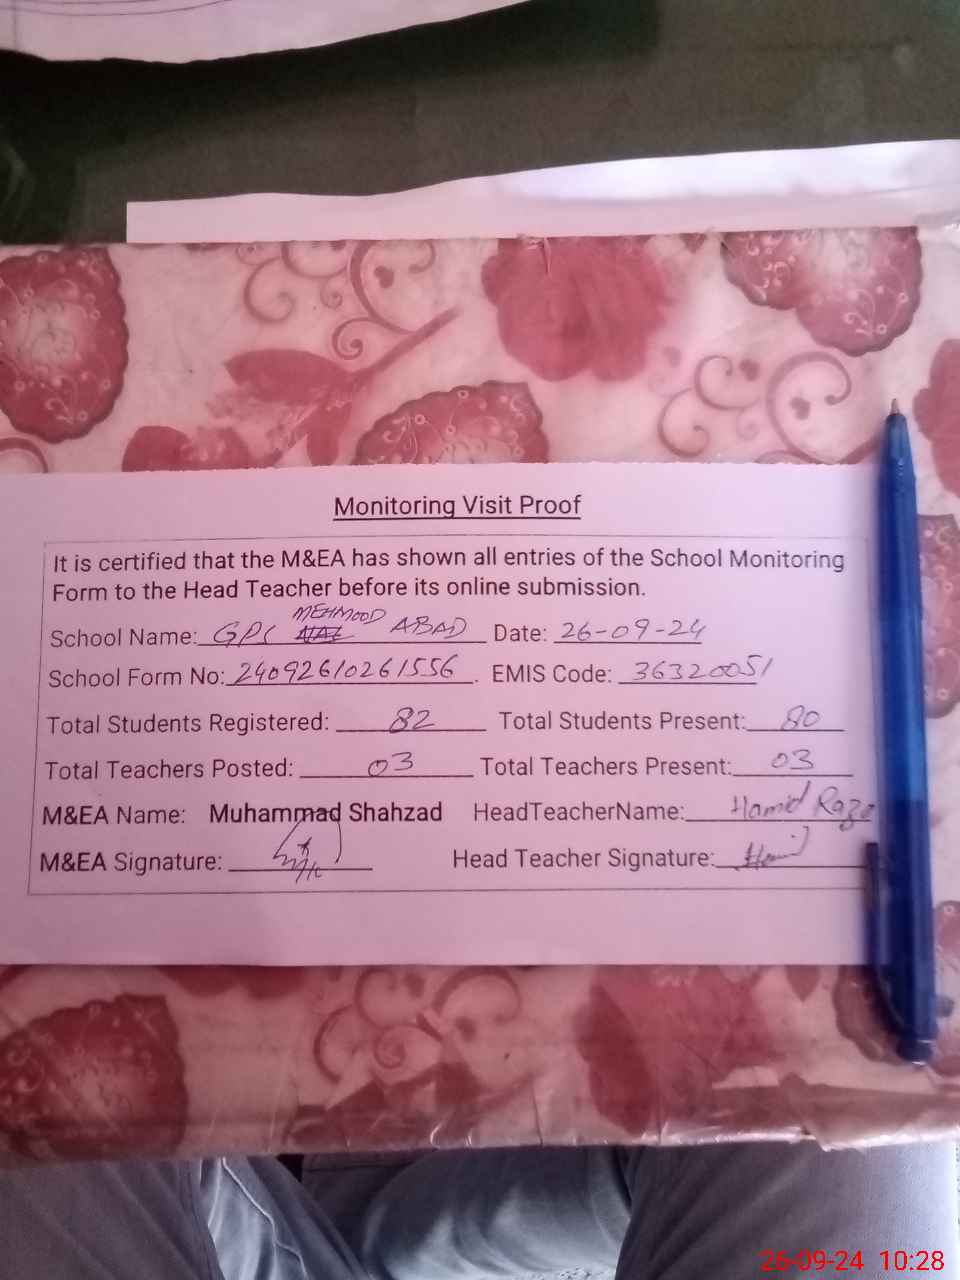 Monitoring Visit Proof
It is certified that the M&EA has shown all entries of the School Monitoring
Form to the Head Teacher before its online submission.
School Name: GPS MEHMOOD ABAD Date: 26-09-24
School Form No: 24092610261556. EMIS Code: 36320051
Total Students Registered: 82 Total Students Present: 80
Total Teachers Posted: 03 Total Teachers Present: 03
M&EA Name: Muhammad Shahzad HeadTeacherName: Hamid Raza
M&EA Signature: Head Teacher Signature: Hamid
26-09-24 10:28